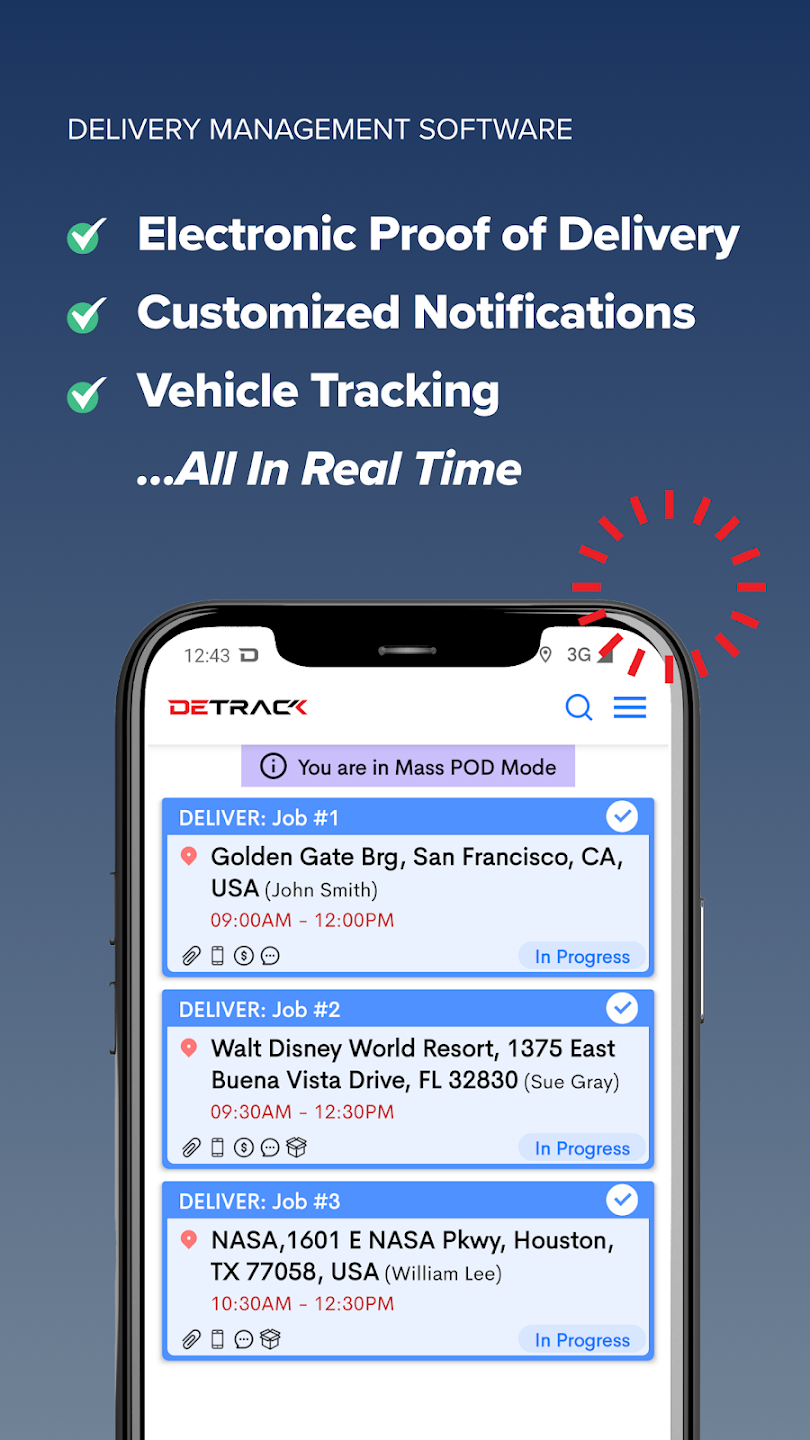 DELIVERY MANAGEMENT SOFTWARE
Electronic Proof of Delivery
Customized Notifications
Vehicle Tracking
...All In Real Time
12:43 3G
DETRACK
You are in Mass POD Mode
DELIVER: Job #1
Golden Gate Brg, San Francisco, CA,
USA (John Smith)
09:00AM - 12:00PM
In Progress
DELIVER: Job #2
Walt Disney World Resort, 1375 East
Buena Vista Drive, FL 32830 (Sue Gray)
09:30AM - 12:30PM
In Progress
DELIVER: Job #3
NASA,1601 E NASA Pkwy, Houston,
TX 77058, USA (William Lee)
10:30AM - 12:30PM
In Progress